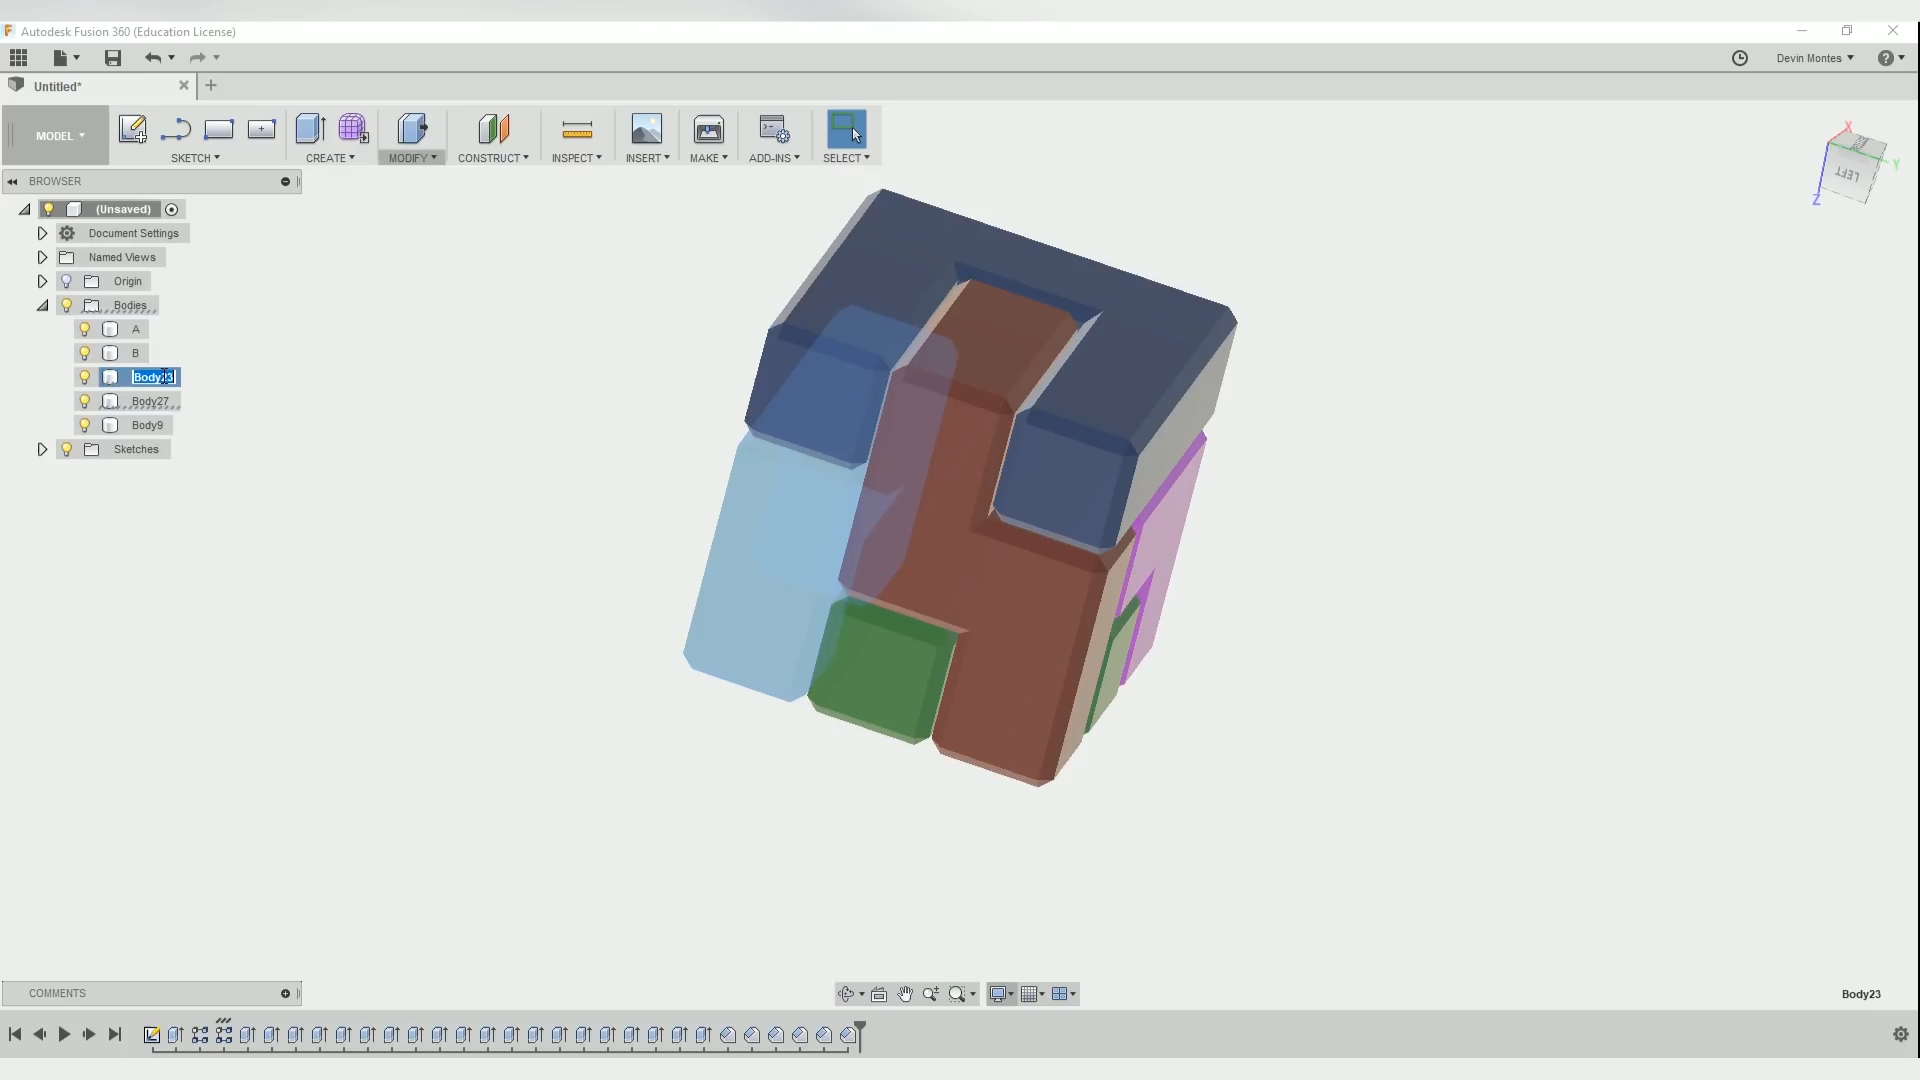 Autodesk Fusion 360 (Education License)
Devin Montes
Untitled*
MODEL
SKETCH
CREATE
MODIFY
CONSTRUCT
INSPECT
INSERT
MAKE
ADD-INS
SELECT
BROWSER
(Unsaved)
Document Settings
Named Views
Origin
Bodies
A
B
Body23
Body27
Body9
Sketches
X
Y
LEFT
Z
COMMENTS
Body23